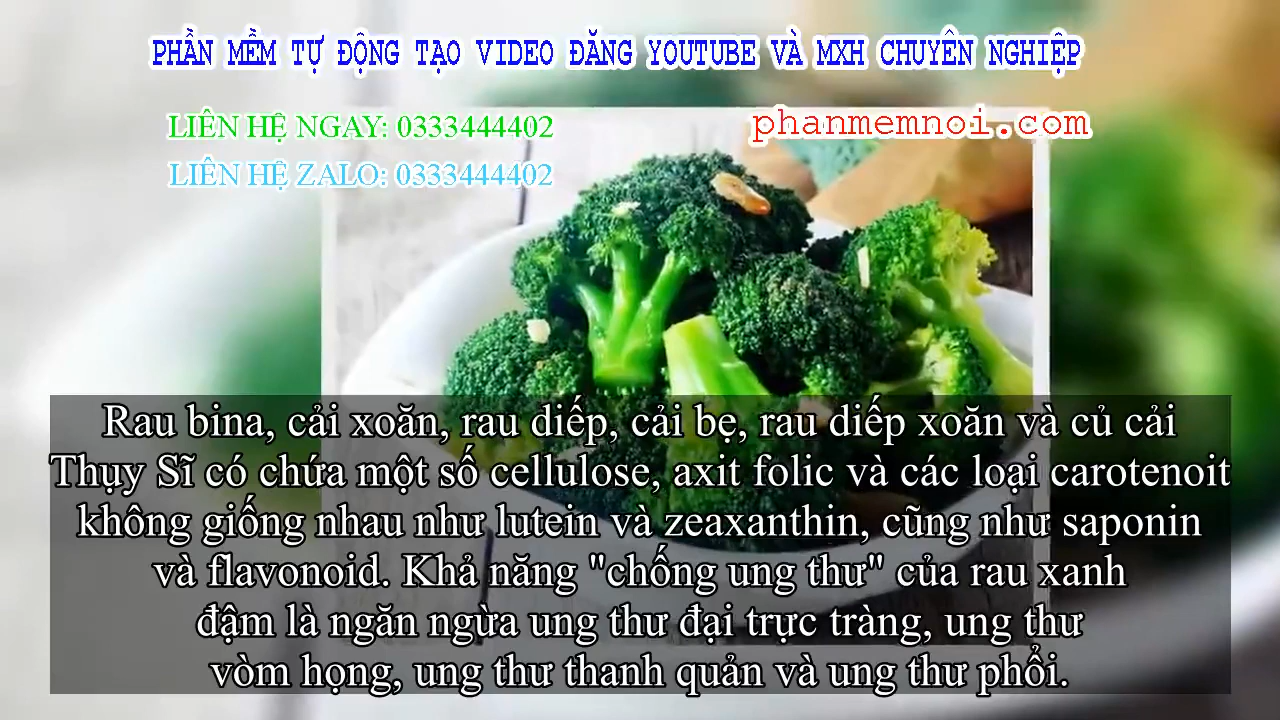 PHẦN MỀM TỰ ĐỘNG TẠO VIDEO ĐĂNG YOUTUBE VÀ MXH CHUYÊN NGHIỆP
LIÊN HỆ NGAY: 0333444402
phanmemnoi.com
LIÊN HỆ ZALO: 0333444402
Rau bina, cải xoăn, rau diếp, cải bẹ, rau diếp xoăn và củ cải
Thụy Sĩ có chứa một số cellulose, axit folic và các loại carotenoit
không giống nhau như lutein và zeaxanthin, cũng như saponin
và flavonoid. Khả năng "chống ung thư" của rau xanh
đậm là ngăn ngừa ung thư đại trực tràng, ung thư
vòm họng, ung thư thanh quản và ung thư phổi.